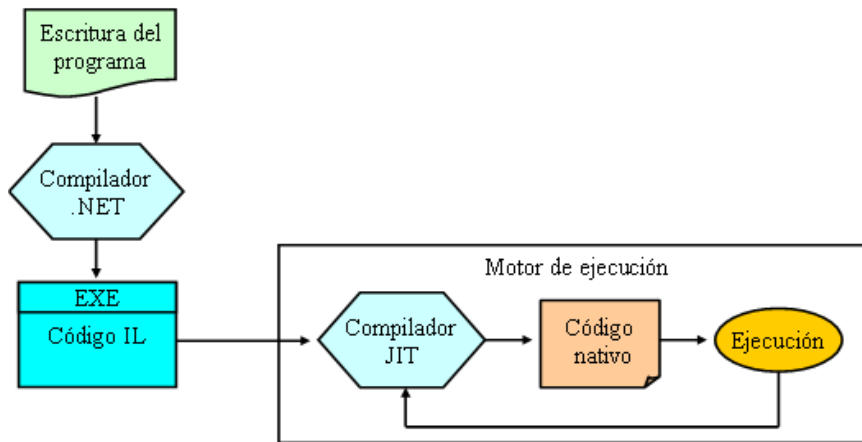 Escritura del
programa
Compilador
.NET
EXE
Código IL
Motor de ejecución
Compilador
JIT
Código
nativo
Ejecución